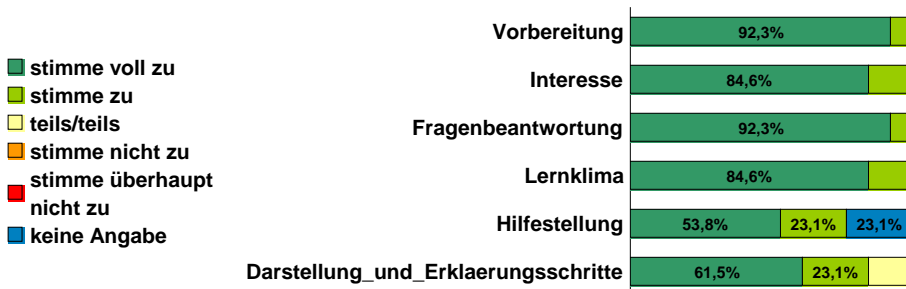 stimme voll zu
stimme zu
teils/teils
stimme nicht zu
stimme überhaupt
nicht zu
keine Angabe
Vorbereitung 92,3%
Interesse 84,6%
Fragenbeantwortung 92,3%
Lernklima 84,6%
Hilfestellung 53,8% 23,1% 23,1%
Darstellung_und_Erklaerungsschritte 61,5% 23,1%